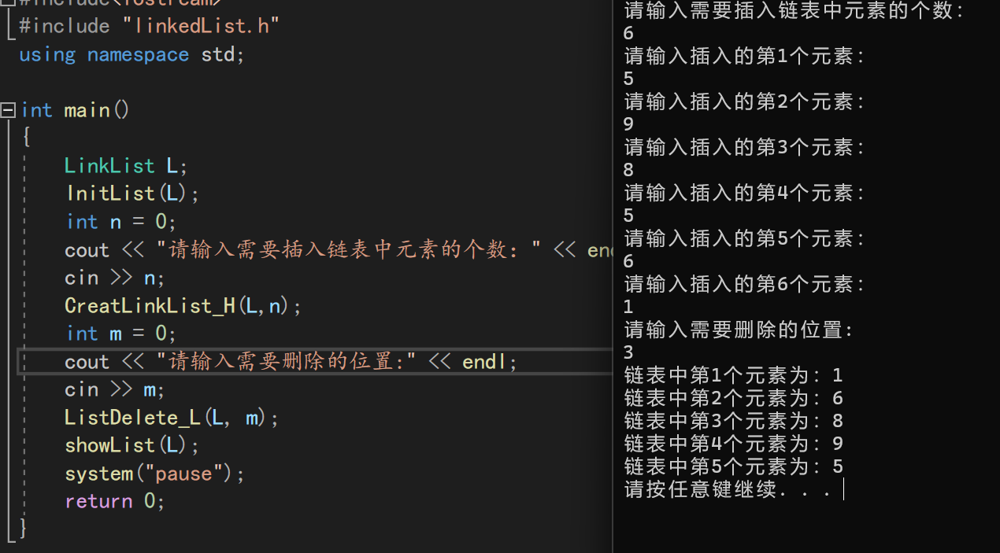 #include<iostream>
#include "linkedList.h"
using namespace std;
int main()
{
LinkList L;
InitList(L);
int n = 0;
cout << "请输入需要插入链表中元素的个数：" << end
cin >> n;
CreatLinkList_H(L,n);
int m = 0;
cout << "请输入需要删除的位置:" << endl;
cin >> m;
ListDelete_L(L, m);
showList(L);
system("pause");
return 0;
}
请输入需要插入链表中元素的个数：
6
请输入插入的第1个元素：
5
请输入插入的第2个元素：
9
请输入插入的第3个元素：
8
请输入插入的第4个元素：
5
请输入插入的第5个元素：
6
请输入插入的第6个元素：
1
请输入需要删除的位置:
3
链表中第1个元素为：1
链表中第2个元素为：6
链表中第3个元素为：8
链表中第4个元素为：9
链表中第5个元素为：5
请按任意键继续. . .